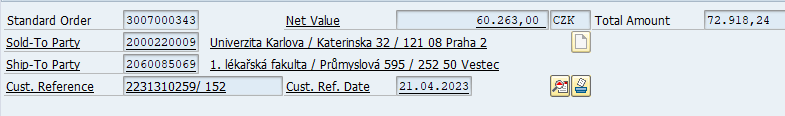 Standard Order 3007000343 Net Value 60.263,00 CZK Total Amount 72.918,24
Sold-To Party 2000220009 Univerzita Karlova / Katerinska 32 / 121 08 Praha 2
Ship-To Party 2060085069 1. lékařská fakulta / Průmyslová 595 / 252 50 Vestec
Cust. Reference 2231310259/ 152 Cust. Ref. Date 21.04.2023